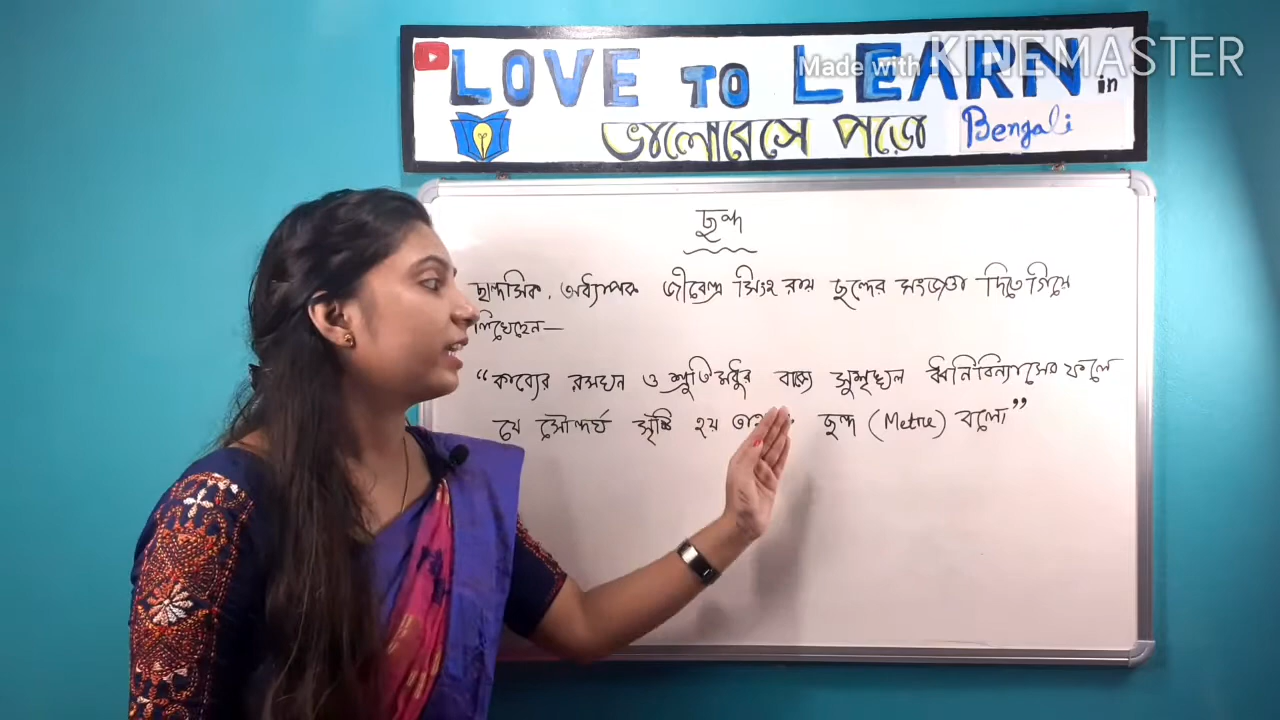 LOVE TO LEARN in
Made with KINEMASTER
ভালোবেসে পড়ো Bengali
ছন্দ
ছান্দসিক, অধ্যাপক জীবেন্দ্র সিংহ রায় ছন্দের সংজ্ঞা দিতে গিয়ে
লিখেছেন—
“কাব্যের রসঘন ও শ্রুতিমধুর বাক্যে সুশৃঙ্খল ধ্বনিবিন্যাসের ফলে
যে সৌন্দর্য সৃষ্টি হয় ছন্দ (Metre) বলে”